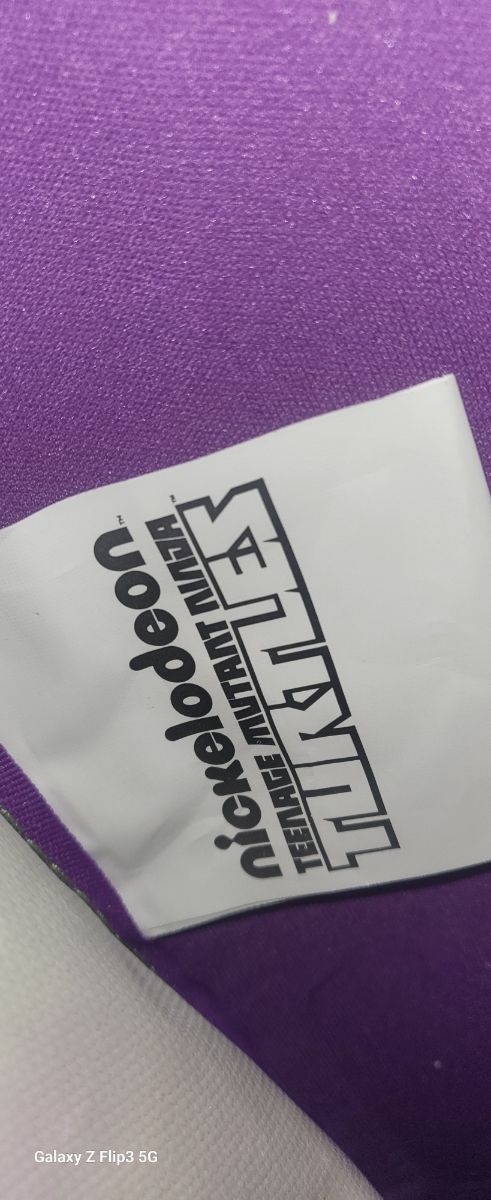 nickelodeon™
TEENAGE MUTANT NINJA™
TURTLES
Galaxy Z Flip3 5G